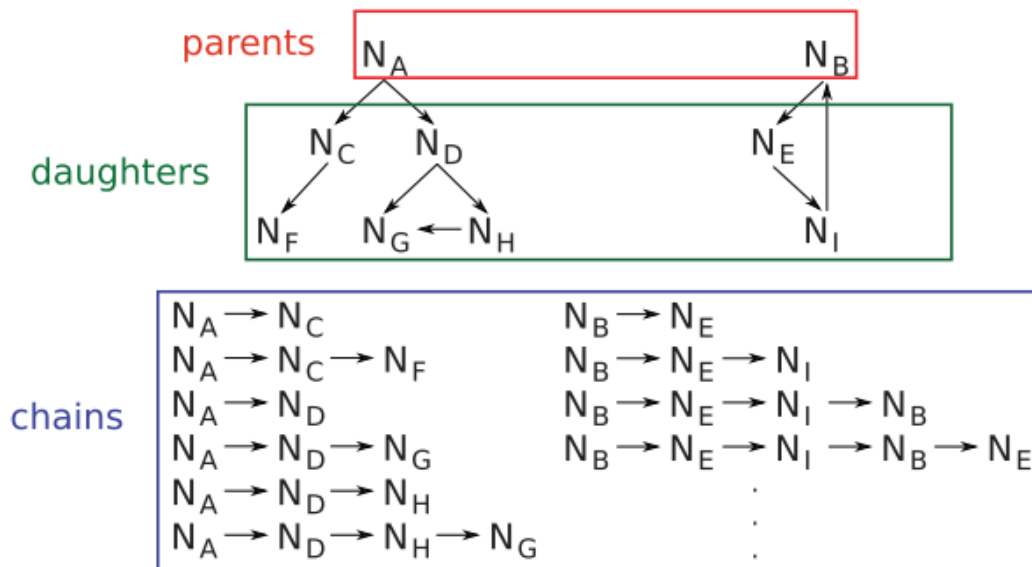 parents N_A N_B
daughters N_C N_D N_E
N_F N_G N_H N_I
N_A → N_C N_B → N_E
N_A → N_C → N_F N_B → N_E → N_I
chains N_A → N_D N_B → N_E → N_I → N_B
N_A → N_D → N_G N_B → N_E → N_I → N_B → N_E
N_A → N_D → N_H .
.
N_A → N_D → N_H → N_G .